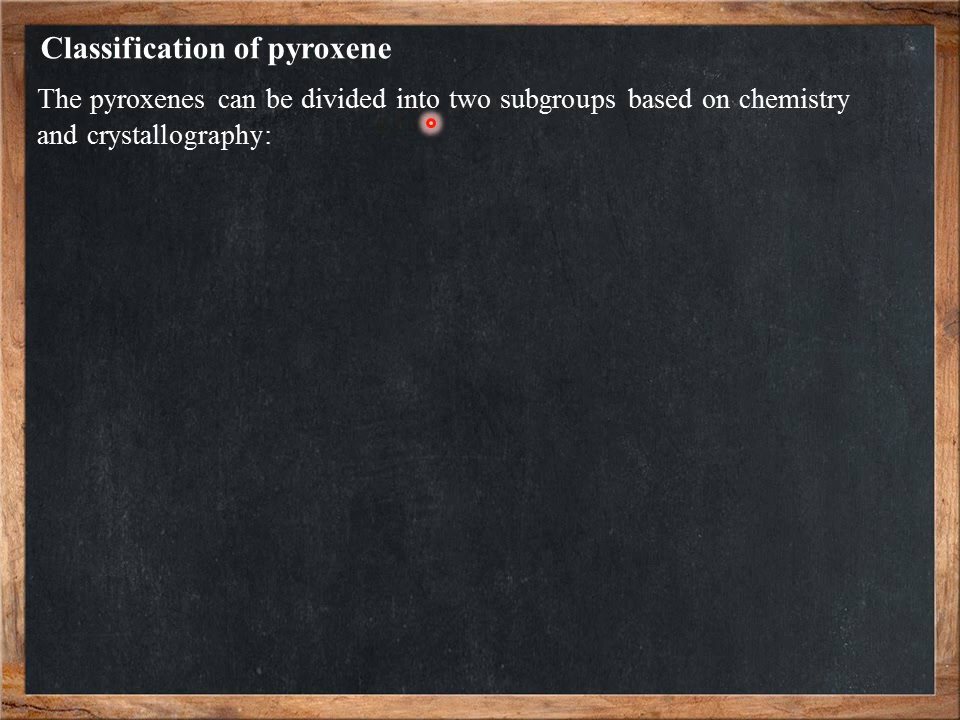 Classification of pyroxene
The pyroxenes can be divided into two subgroups based on chemistry
and crystallography: